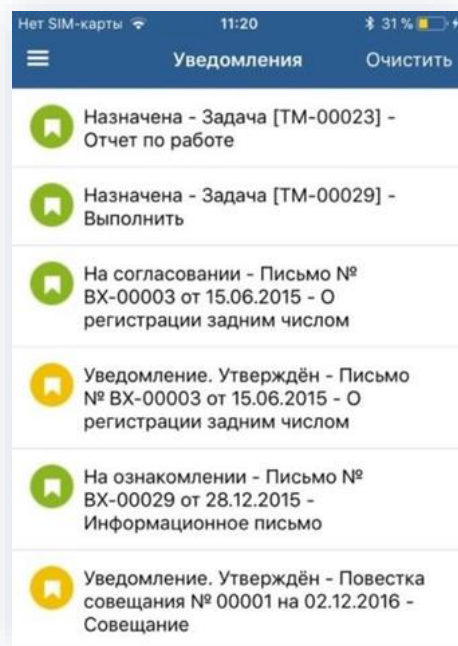 Нет SIM-карты 11:20 31 %
Уведомления Очистить
Назначена - Задача [ТМ-00023] -
Отчет по работе
Назначена - Задача [ТМ-00029] -
Выполнить
На согласовании - Письмо №
ВХ-00003 от 15.06.2015 - О
регистрации задним числом
Уведомление. Утверждён - Письмо
№ ВХ-00003 от 15.06.2015 - О
регистрации задним числом
На ознакомлении - Письмо №
ВХ-00029 от 28.12.2015 -
Информационное письмо
Уведомление. Утверждён - Повестка
совещания № 00001 на 02.12.2016 -
Совещание